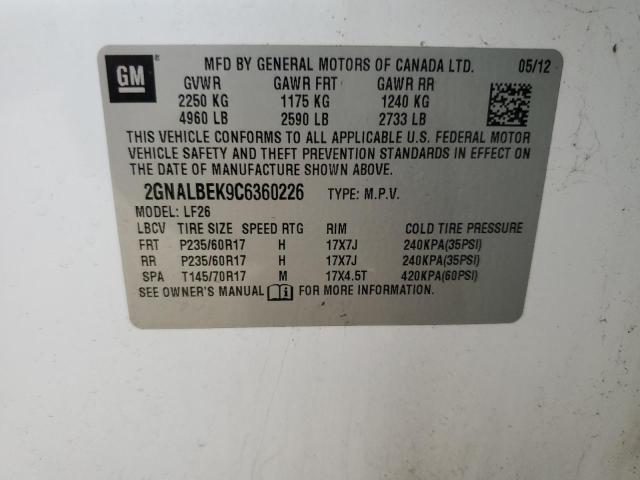 GM ® MFD BY GENERAL MOTORS OF CANADA LTD. 05/12
GVWR GAWR FRT GAWR RR
2250 KG 1175 KG 1240 KG
4960 LB 2590 LB 2733 LB
THIS VEHICLE CONFORMS TO ALL APPLICABLE U.S. FEDERAL MOTOR
VEHICLE SAFETY AND THEFT PREVENTION STANDARDS IN EFFECT ON
THE DATE OF MANUFACTURE SHOWN ABOVE.
2GNALBEK9C6360226 TYPE: M.P.V.
MODEL: LF26
LBCV TIRE SIZE SPEED RTG RIM COLD TIRE PRESSURE
FRT P235/60R17 H 17X7J 240KPA(35PSI)
RR P235/60R17 H 17X7J 240KPA(35PSI)
SPA T145/70R17 M 17X4.5T 420KPA(60PSI)
SEE OWNER'S MANUAL FOR MORE INFORMATION.